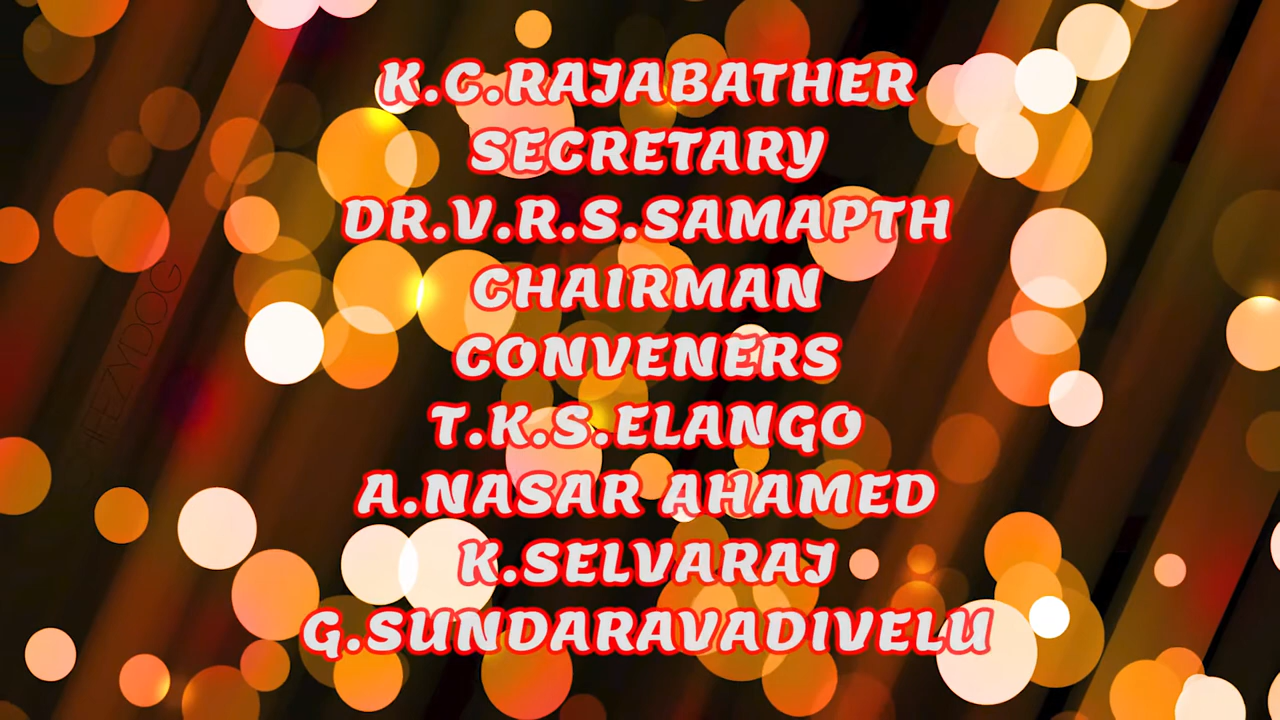 K.C.RAJABATHER
SECRETARY
DR.V.R.S.SAMAPTH
CHAIRMAN
CONVENERS
T.K.S.ELANGO
A.NASAR AHAMED
K.SELVARAJ
G.SUNDARAVADIVELU